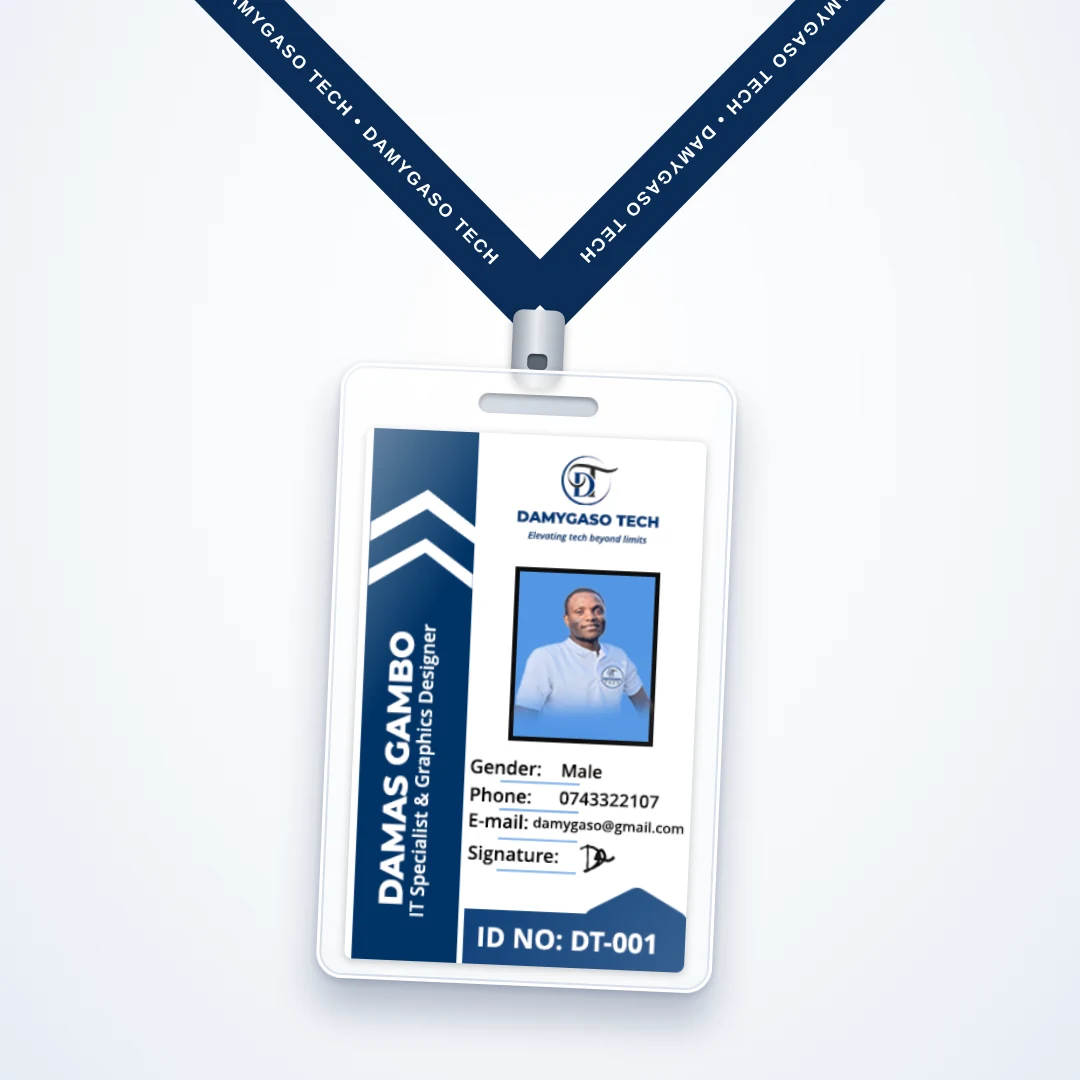 AMYGASO TECH • DAMYGASO TECH
DAMYGASO TECH • DAMYGASO TECH
DT
DAMYGASO TECH
Elevating tech beyond limits
DAMAS GAMBO
IT Specialist & Graphics Designer
Gender: Male
Phone: 0743322107
E-mail: damygaso@gmail.com
Signature:
ID NO: DT-001